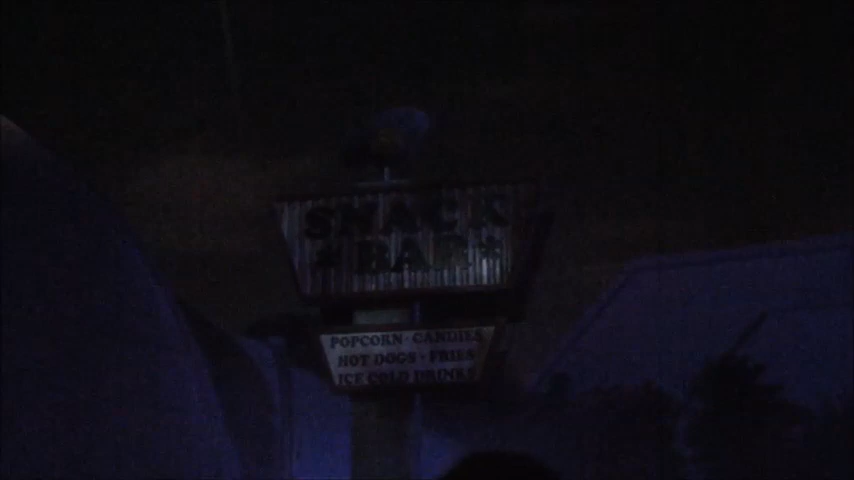 SNACK
* BAR *
POPCORN · CANDIES
HOT DOGS · FRIES
ICE COLD DRINKS